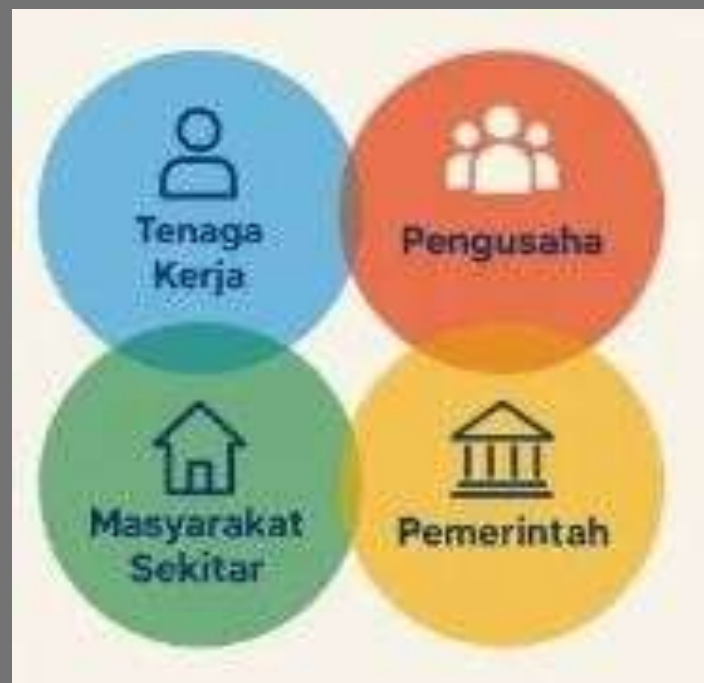 Tenaga
Kerja
Pengusaha
Masyarakat
Sekitar
Pemerintah